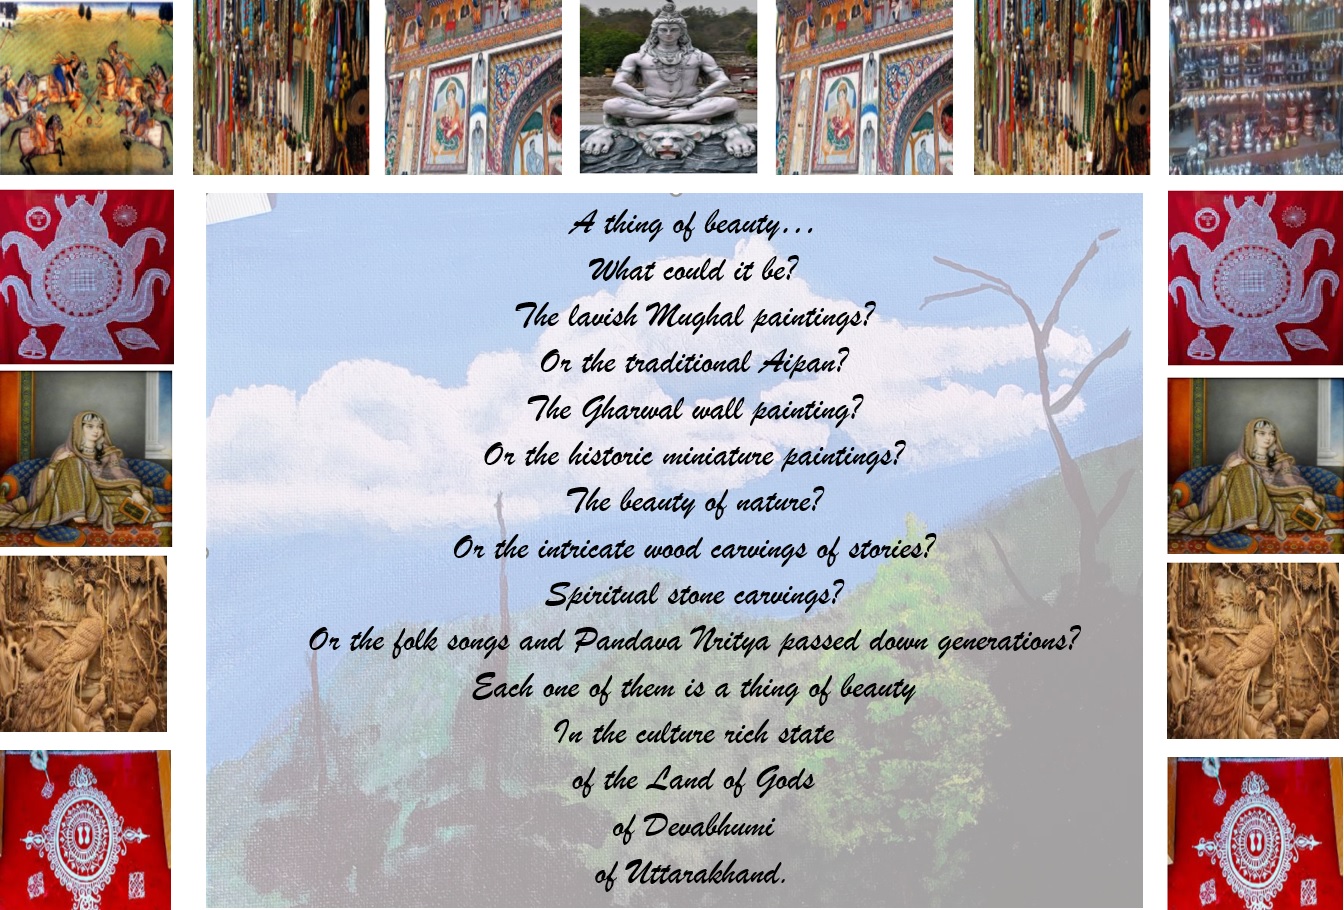 A thing of beauty...
What could it be?
The lavish Mughal paintings?
Or the traditional Aipan?
The Gharwal wall painting?
Or the historic miniature paintings?
The beauty of nature?
Or the intricate wood carvings of stories?
Spiritual stone carvings?
Or the folk songs and Pandava Nritya passed down generations?
Each one of them is a thing of beauty
In the culture rich state
of the Land of Gods
of Devabhumi
of Uttarakhand.